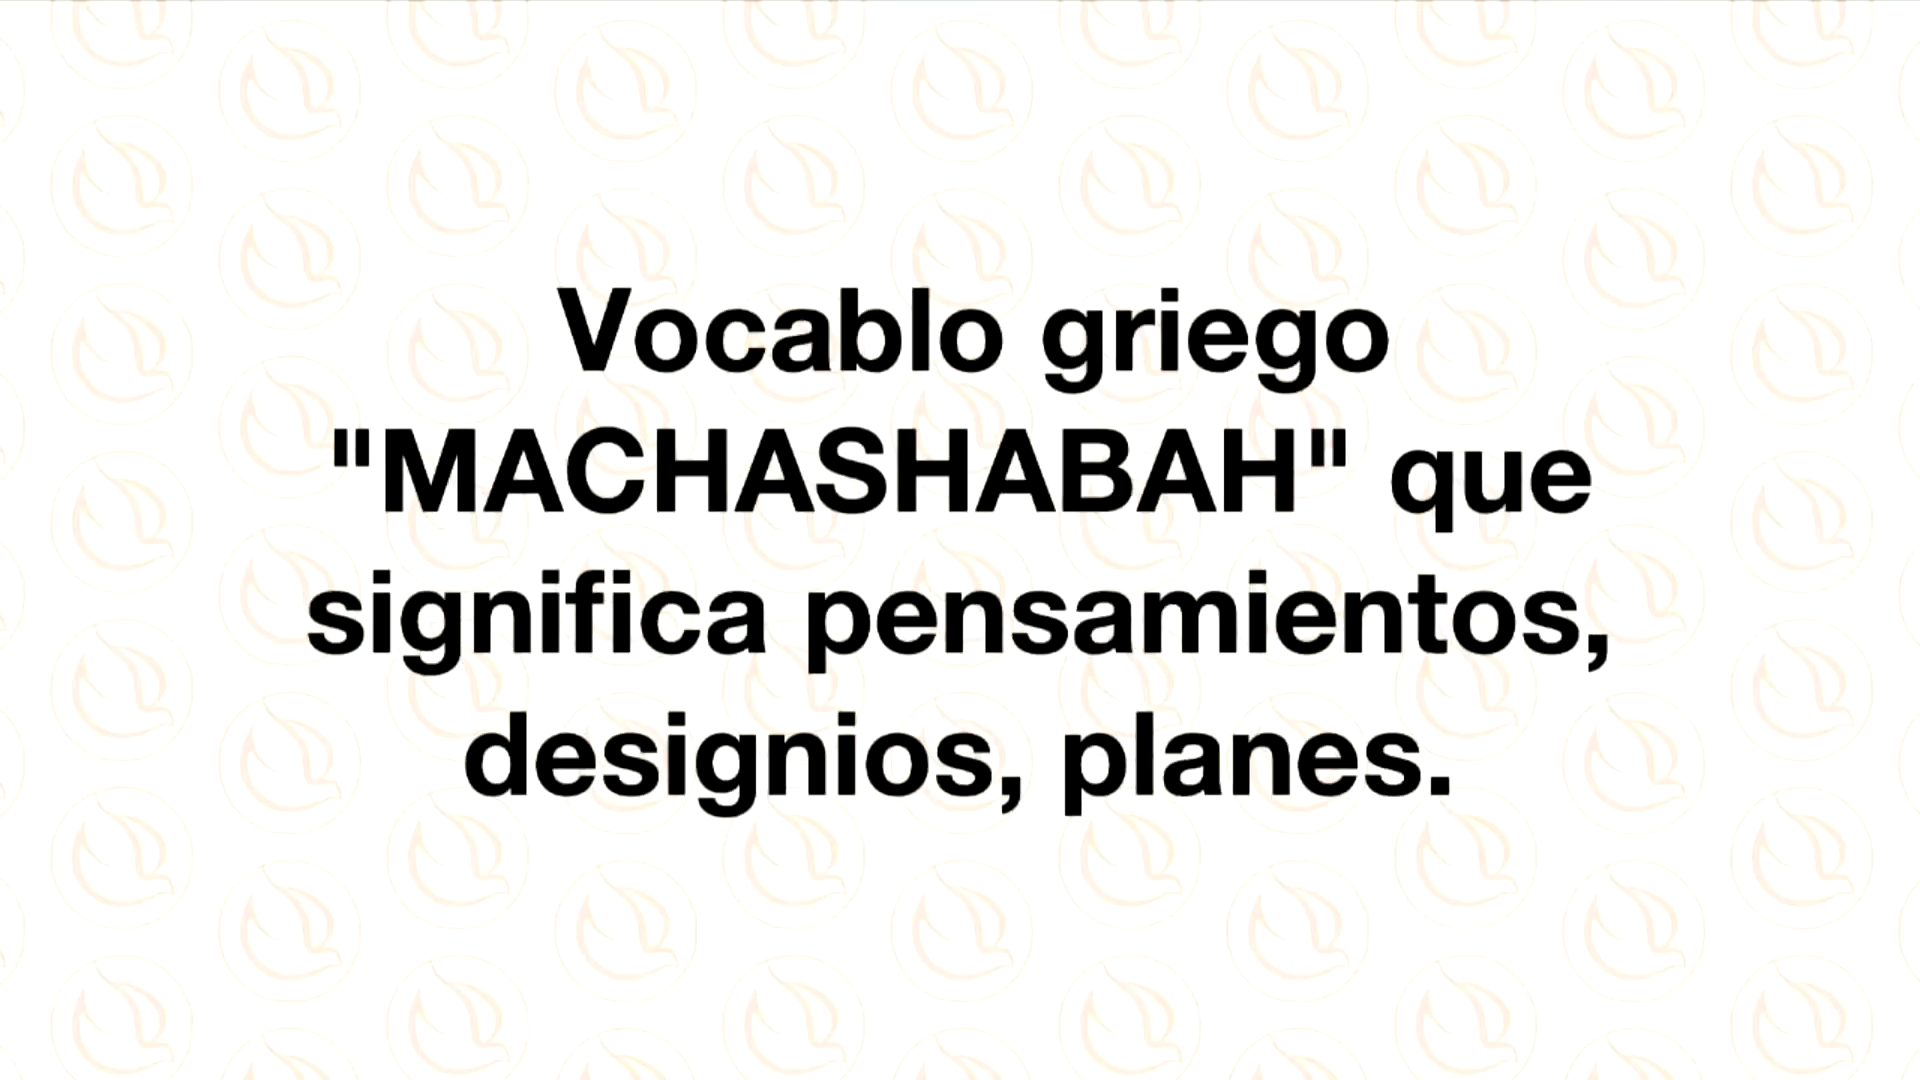 Vocablo griego
"MACHASHABAH" que
significa pensamientos,
designios, planes.